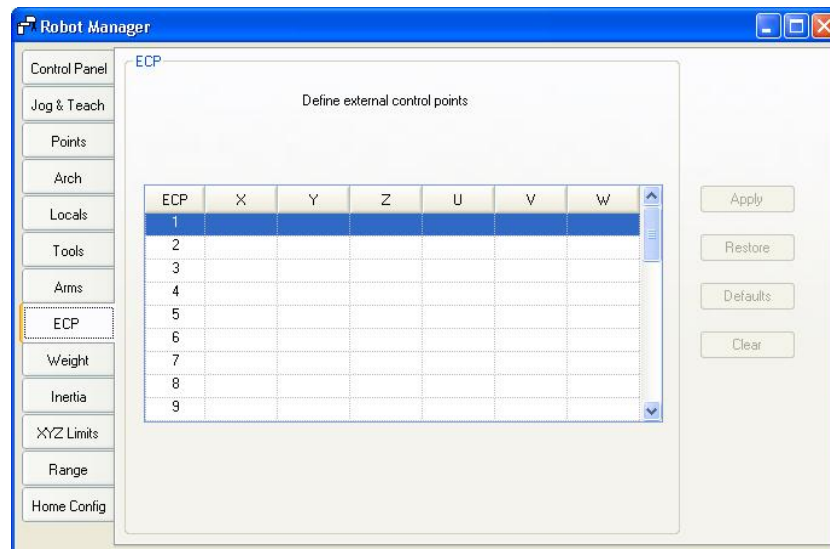 Robot Manager
Control Panel
Jog & Teach
Points
Arch
Locals
Tools
Arms
ECP
Weight
Inertia
XYZ Limits
Range
Home Config
ECP
Define external control points
ECP X Y Z U V W
1
2
3
4
5
6
7
8
9
Apply
Restore
Defaults
Clear